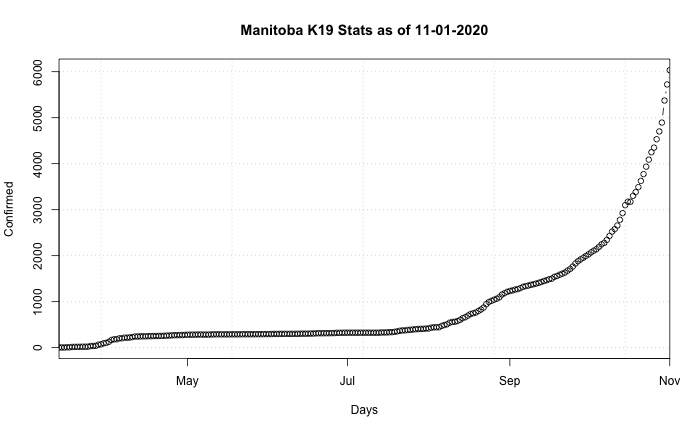 Manitoba K19 Stats as of 11-01-2020
6000
5000
4000
3000
2000
1000
0
Confirmed
May
Jul
Sep
Nov
Days